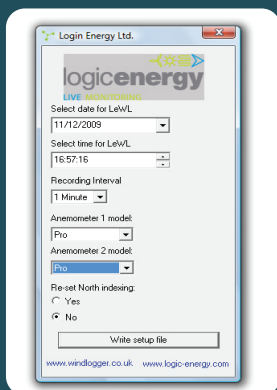 Login Energy Ltd.
logicenergy
LIVE MONITORING
Select date for LeWL
11/12/2009
Select time for LeWL
16:57:16
Recording Interval
1 Minute
Anemometer 1 model:
Pro
Anemometer 2 model:
Pro
Re-set North indexing:
Yes
No
Write setup file
www.windlogger.co.uk www.logic-energy.com